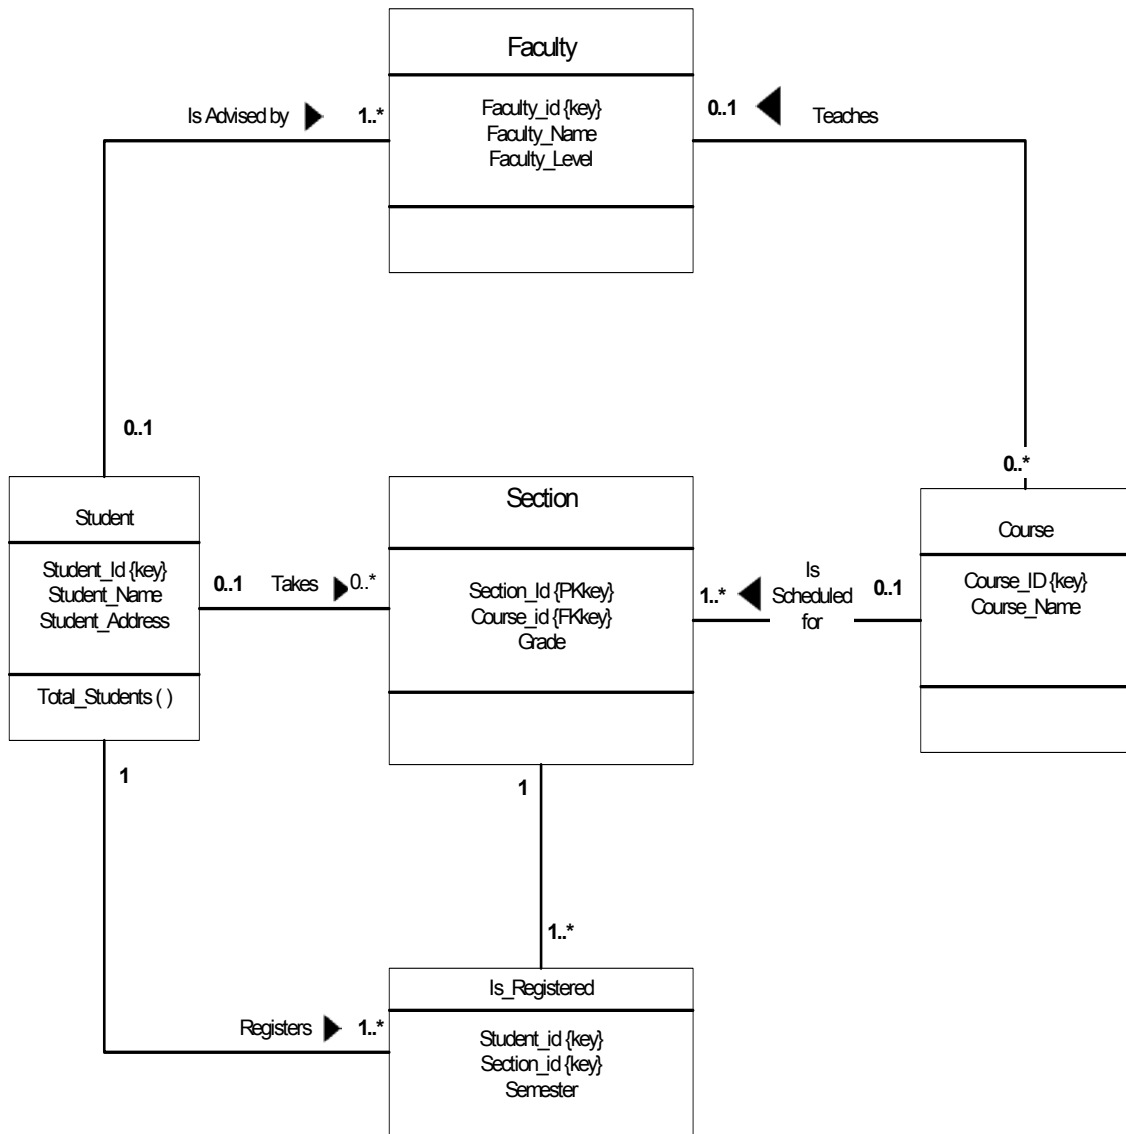 Faculty
Faculty_id {key}
Faculty_Name
Faculty_Level
Is Advised by
1..*
0..1
Teaches
0..1
0..*
Student
Student_Id {key}
Student_Name
Student_Address
Total_Students ( )
0..1
Takes
0..*
Section
Section_Id {PKkey}
Course_id {FKkey}
Grade
1..*
Is
Scheduled
for
0..1
Course
Course_ID {key}
Course_Name
1
1
1..*
Registers
1..*
Is_Registered
Student_id {key}
Section_id {key}
Semester